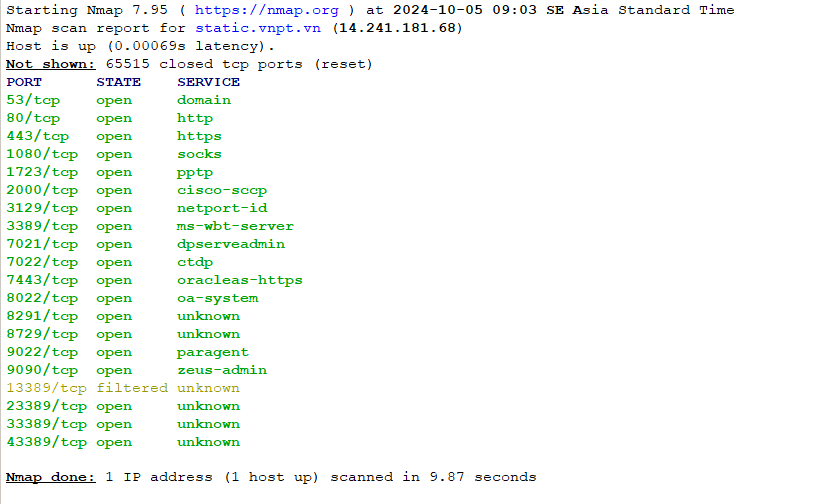 Starting Nmap 7.95 ( https://nmap.org ) at 2024-10-05 09:03 SE Asia Standard Time
Nmap scan report for static.vnpt.vn (14.241.181.68)
Host is up (0.00069s latency).
Not shown: 65515 closed tcp ports (reset)
PORT STATE SERVICE
53/tcp open domain
80/tcp open http
443/tcp open https
1080/tcp open socks
1723/tcp open pptp
2000/tcp open cisco-sccp
3129/tcp open netport-id
3389/tcp open ms-wbt-server
7021/tcp open dpserveadmin
7022/tcp open ctdp
7443/tcp open oracleas-https
8022/tcp open oa-system
8291/tcp open unknown
8729/tcp open unknown
9022/tcp open paragent
9090/tcp open zeus-admin
13389/tcp filtered unknown
23389/tcp open unknown
33389/tcp open unknown
43389/tcp open unknown
Nmap done: 1 IP address (1 host up) scanned in 9.87 seconds